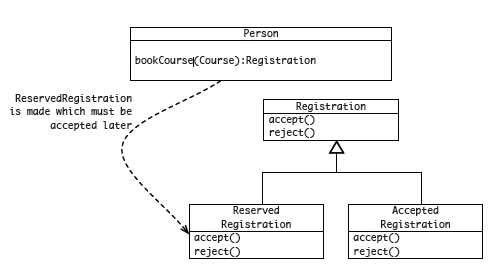 Person
bookCourse(Course):Registration
ReservedRegistration
is made which must be
accepted later
Registration
accept()
reject()
Reserved
Registration
accept()
reject()
Accepted
Registration
accept()
reject()